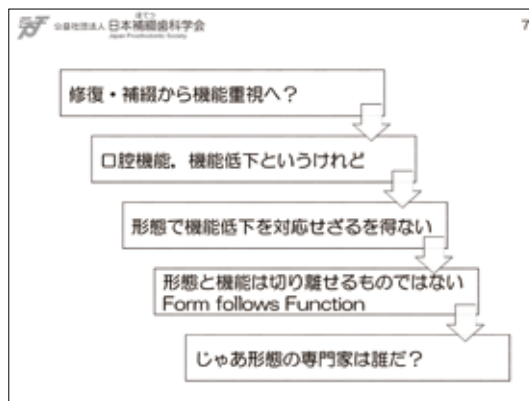 ほてつ
公益社団法人 日本補綴歯科学会
Japan Prosthodontic Society
7
修復・補綴から機能重視へ？
口腔機能，機能低下というけれど
形態で機能低下を対応せざるを得ない
形態と機能は切り離せるものではない
Form follows Function
じゃあ形態の専門家は誰だ？